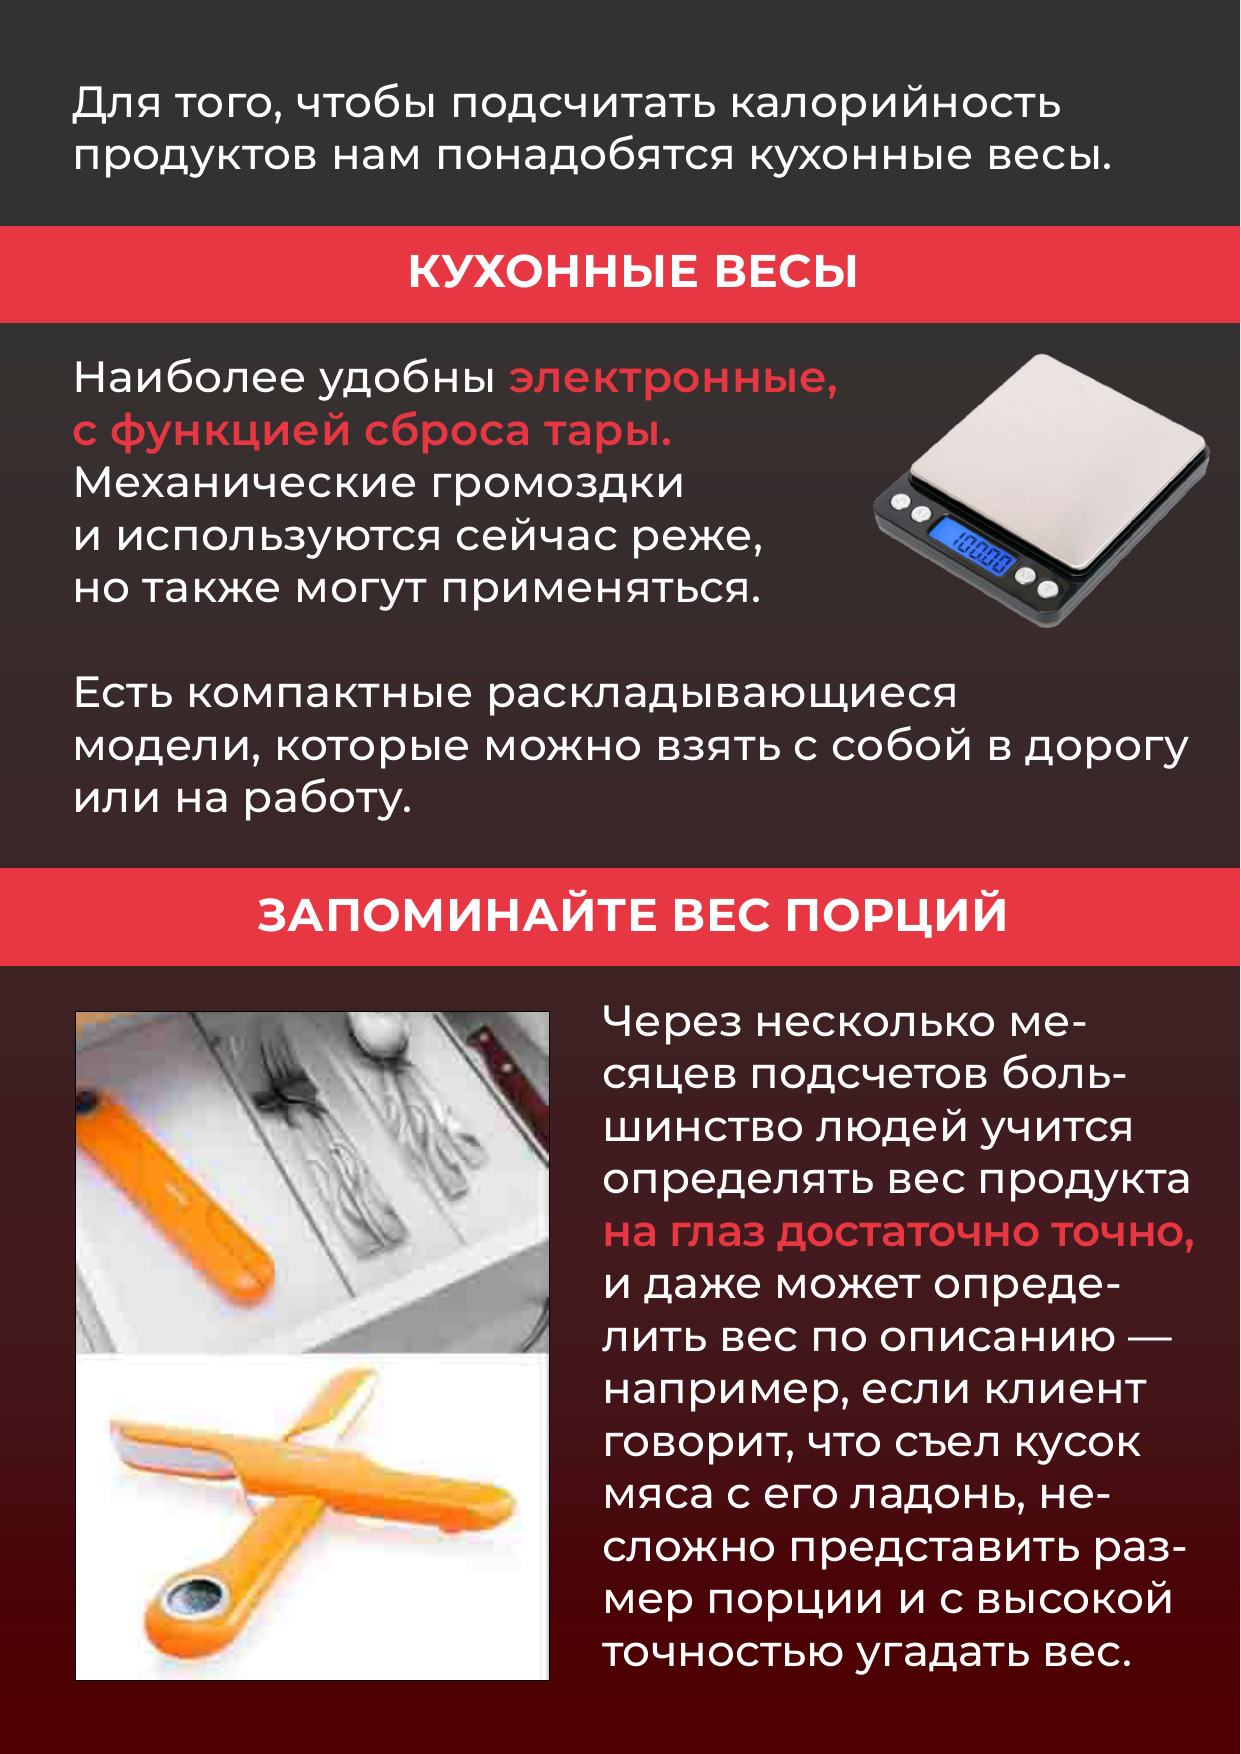 Для того, чтобы подсчитать калорийность
продуктов нам понадобятся кухонные весы.
КУХОННЫЕ ВЕСЫ
Наиболее удобны электронные,
с функцией сброса тары.
Механические громоздки
и используются сейчас реже,
но также могут применяться.
100.00
Есть компактные раскладывающиеся
модели, которые можно взять с собой в дорогу
или на работу.
ЗАПОМИНАЙТЕ ВЕС ПОРЦИЙ
Через несколько ме-
сяцев подсчетов боль-
шинство людей учится
определять вес продукта
на глаз достаточно точно,
и даже может опреде-
лить вес по описанию —
например, если клиент
говорит, что съел кусок
мяса с его ладонь, не-
сложно представить раз-
мер порции и с высокой
точностью угадать вес.